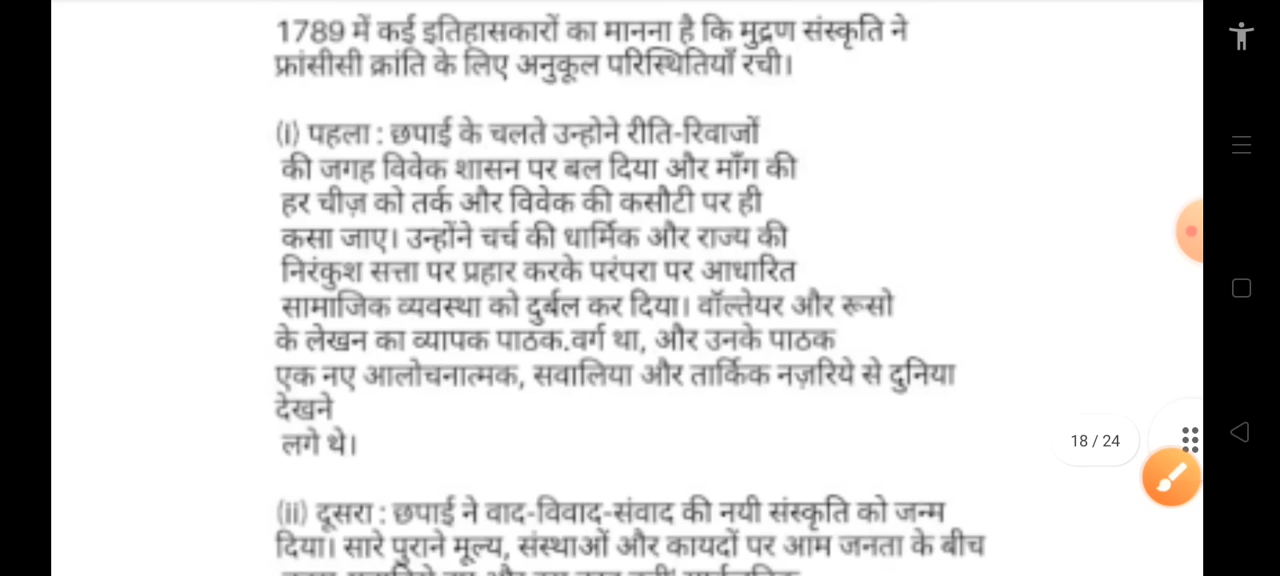 1789 में कई इतिहासकारों का मानना है कि मुद्रण संस्कृति ने
फ्रांसीसी क्रांति के लिए अनुकूल परिस्थितियाँ रची।
(i) पहला : छपाई के चलते उन्होने रीति-रिवाजों
की जगह विवेक शासन पर बल दिया और माँग की
हर चीज़ को तर्क और विवेक की कसौटी पर ही
कसा जाए। उन्होंने चर्च की धार्मिक और राज्य की
निरंकुश सत्ता पर प्रहार करके परंपरा पर आधारित
सामाजिक व्यवस्था को दुर्बल कर दिया। वॉल्तेयर और रूसो
के लेखन का व्यापक पाठक.वर्ग था, और उनके पाठक
एक नए आलोचनात्मक, सवालिया और तार्किक नज़रिये से दुनिया
देखने
लगे थे।
18 / 24
(ii) दूसरा : छपाई ने वाद-विवाद-संवाद की नयी संस्कृति को जन्म
दिया। सारे पुराने मूल्य, संस्थाओं और कायदों पर आम जनता के बीच